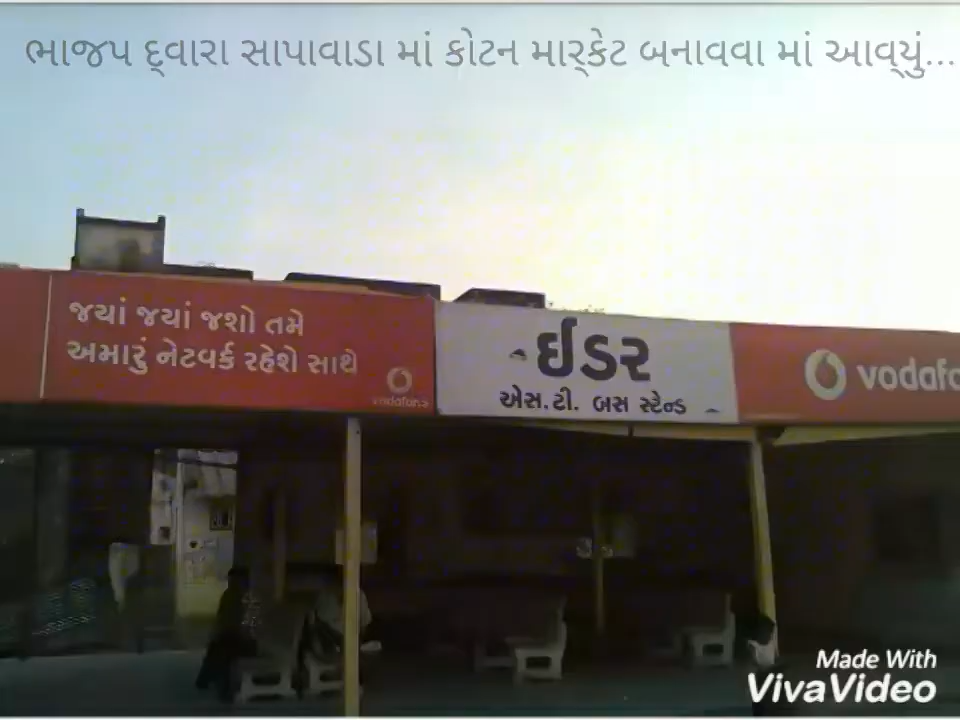 ભાજપ દ્વારા સાપાવાડા માં કોટન માર્કેટ બનાવવા માં આવ્યું...
જયાં જયાં જશો તમે
અમારું નેટવર્ક રહેશે સાથે
vodafone
ઈડર
એસ.ટી. બસ સ્ટેન્ડ
vodafo
Made With
VivaVideo